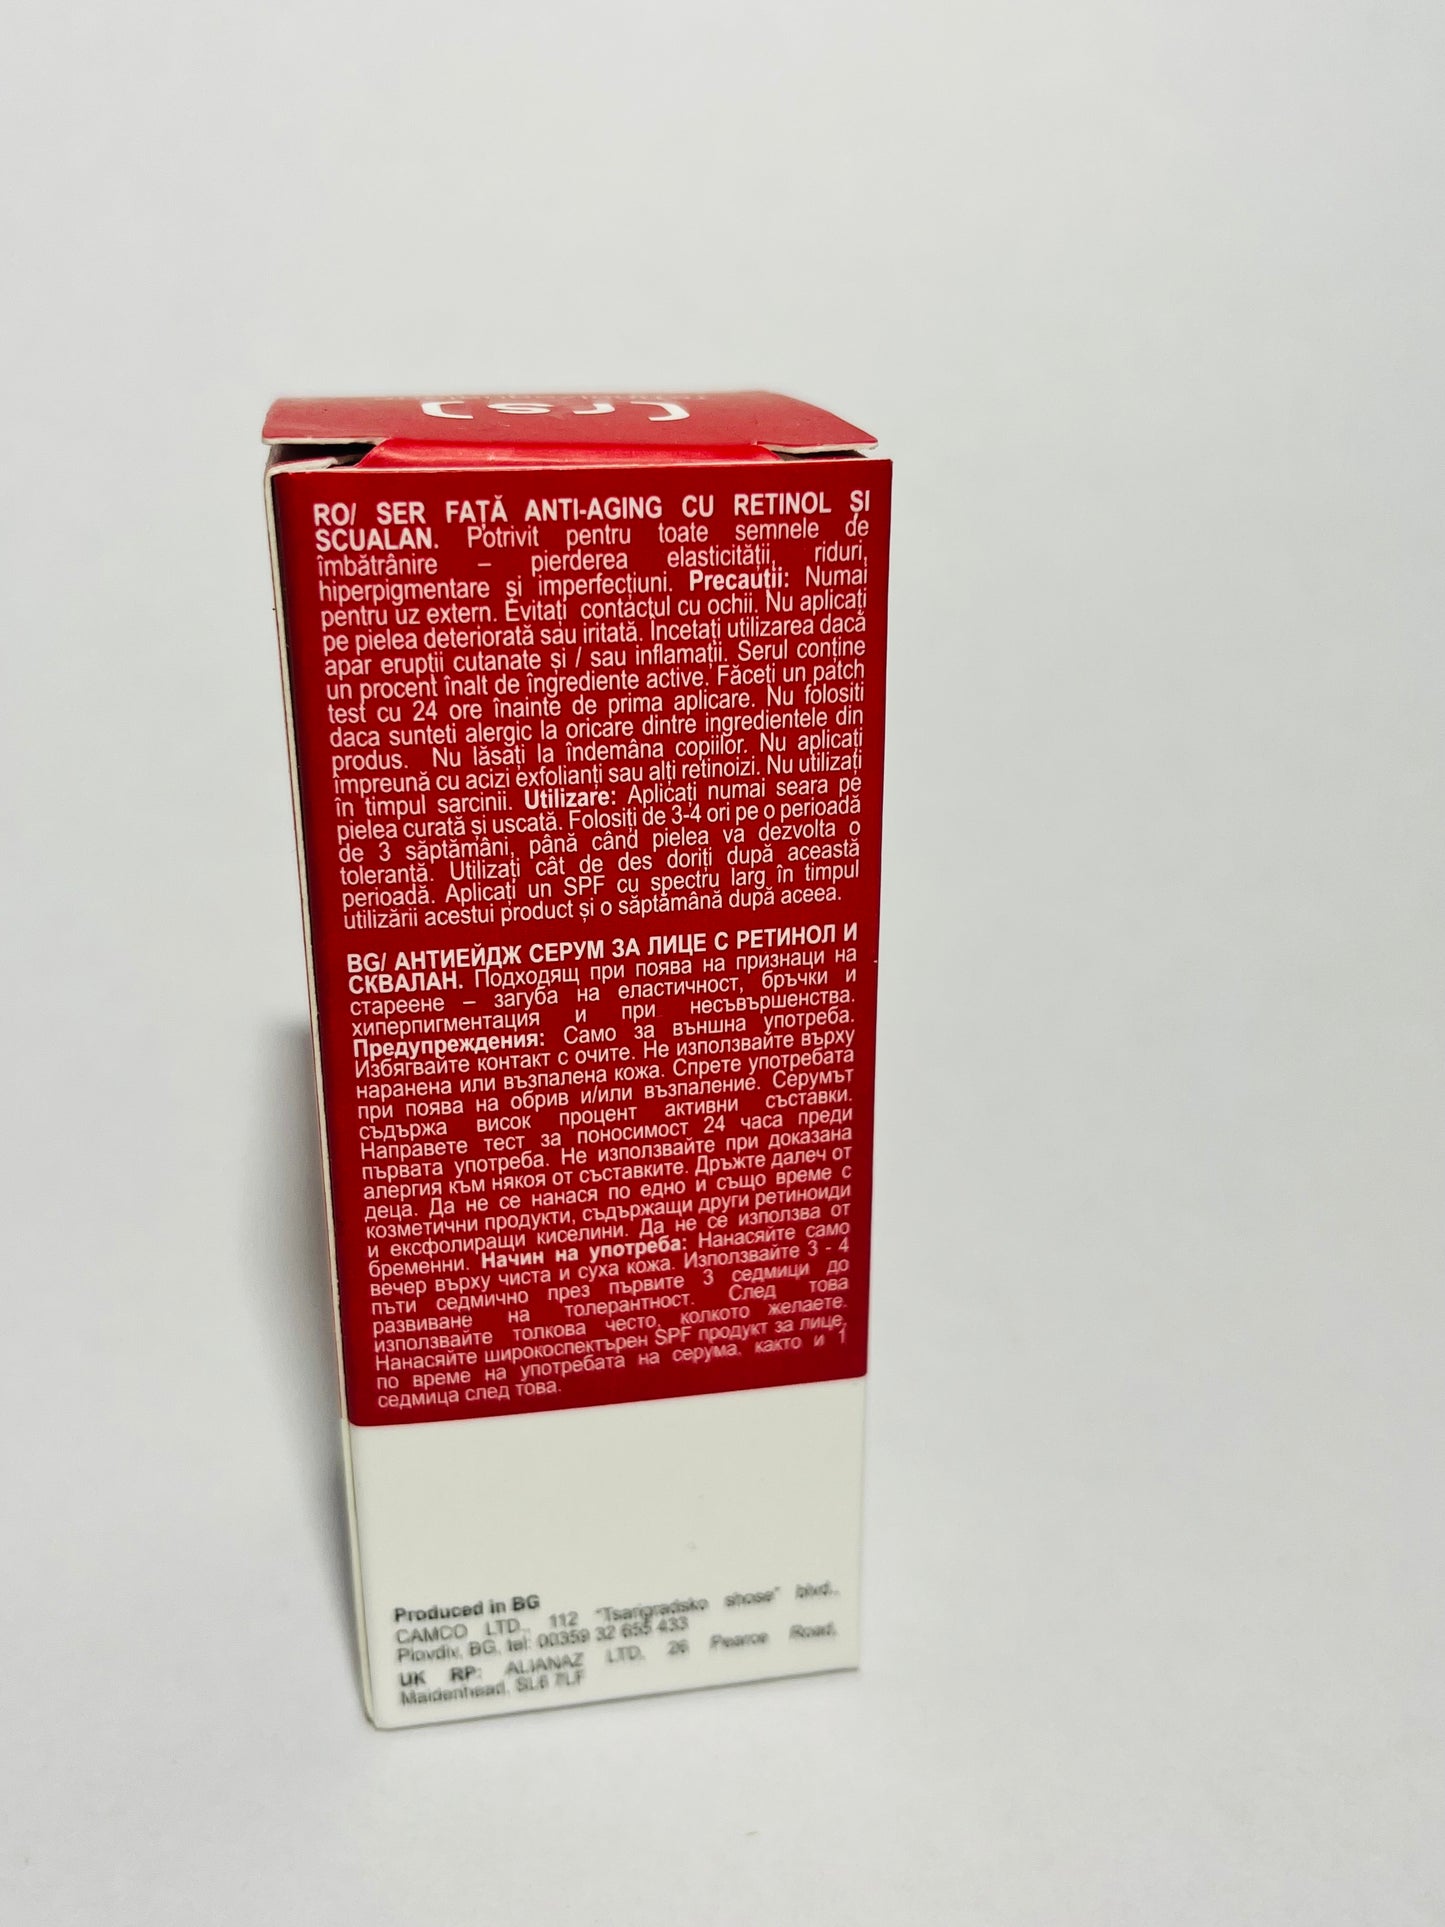 RO/ SER FAȚĂ ANTI-AGING CU RETINOL ȘI
SCUALAN. Potrivit pentru toate semnele de
îmbătrânire – pierderea elasticității, riduri,
hiperpigmentare și imperfecțiuni. Precauții: Numai
pentru uz extern. Evitați contactul cu ochii. Nu aplicați
pe pielea deteriorată sau iritată. Încetați utilizarea dacă
apar erupții cutanate și / sau inflamații. Serul conține
un procent înalt de ingrediente active. Faceți un patch
test cu 24 ore înainte de prima aplicare. Nu folositi
daca sunteti alergic la oricare dintre ingredientele din
produs. Nu lăsați la îndemâna copiilor. Nu aplicați
împreună cu acizi exfolianți sau alți retinoizi. Nu utilizați
în timpul sarcinii. Utilizare: Aplicați numai seara pe
pielea curată și uscată. Folosiți de 3-4 ori pe o perioadă
de 3 săptămâni, până când pielea va dezvolta o
tolerantă. Utilizați cât de des doriți după această
perioadă. Aplicați un SPF cu spectru larg în timpul
utilizării acestui product și o săptămână după aceea.
BG/ АНТИЕЙДЖ СЕРУМ ЗА ЛИЦЕ С РЕТИНОЛ И
СКВАЛАН. Подходящ при поява на признаци на
стареене – загуба на еластичност, бръчки и
хиперпигментация и при несъвършенства.
Предупреждения: Само за външна употреба.
Избягвайте контакт с очите. Не използвайте върху
наранена или възпалена кожа. Спрете употребата
при поява на обрив и/или възпаление. Серумът
съдържа висок процент активни съставки.
Направете тест за поносимост 24 часа преди
първата употреба. Не използвайте при доказана
алергия към някоя от съставките. Дръжте далеч от
деца. Да не се нанася по едно и също време с
козметични продукти, съдържащи други ретиноиди
и ексфолиращи киселини. Да не се използва от
бременни. Начин на употреба: Нанасяйте само
вечер върху чиста и суха кожа. Използвайте 3 - 4
пъти седмично през първите 3 седмици до
развиване на толерантност. След това
използвайте толкова често, колкото желаете.
Нанасяйте широкоспектърен SPF продукт за лице,
по време на употребата на серума, както и 1
седмица след това.
Produced in BG
CAMCO LTD., 112 "Tsarigradsko shose" blvd.,
Plovdiv, BG, tel: 00359 32 655 433
UK RP: ALIANAZ LTD, 26 Pearce Road,
Maidenhead, SL6 7LF